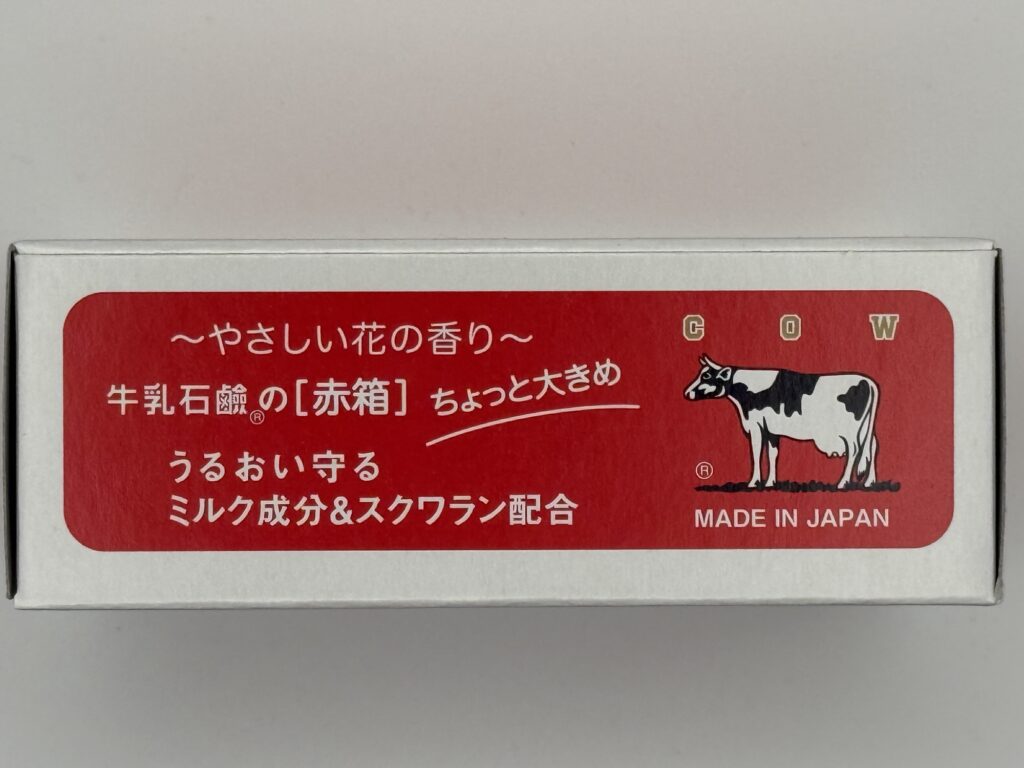 ～やさしい花の香り～
牛乳石鹼®の[赤箱] ちょっと大きめ
うるおい守る
ミルク成分&スクワラン配合
COW
®
MADE IN JAPAN